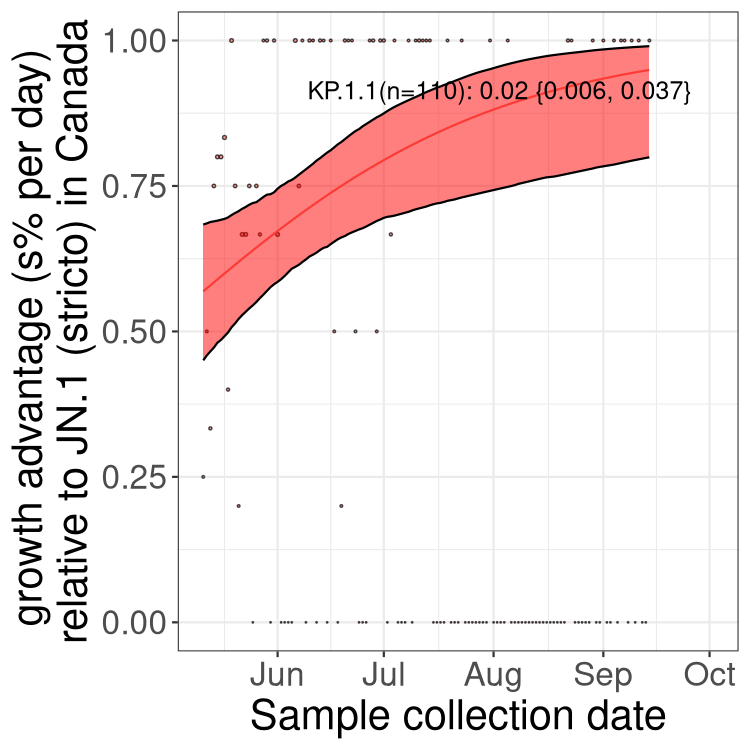 growth advantage (s% per day)
relative to JN.1 (stricto) in Canada
1.00
0.75
0.50
0.25
0.00
KP.1.1(n=110): 0.02 {0.006, 0.037}
Jun Jul Aug Sep Oct
Sample collection date